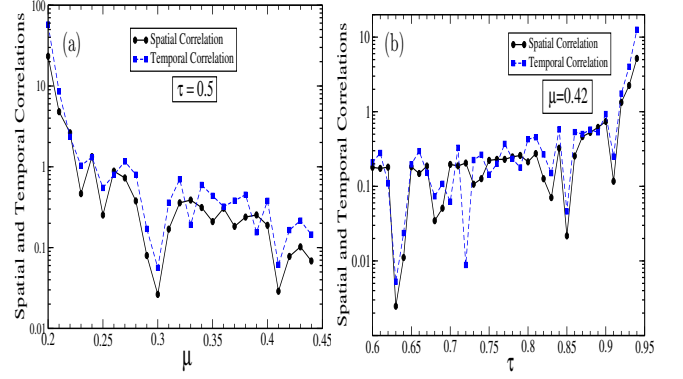 (a)
Spatial Correlation
Temporal Correlation
τ = 0.5
Spatial and Temporal Correlations
100
10
1
0.1
0.01
0.2
0.25
0.3
0.35
0.4
0.45
μ
(b)
Spatial Correlation
Temporal Correlation
μ=0.42
Spatial and Temporal Correlations
10
1
0.1
0.01
0.6
0.65
0.7
0.75
0.8
0.85
0.9
0.95
τ